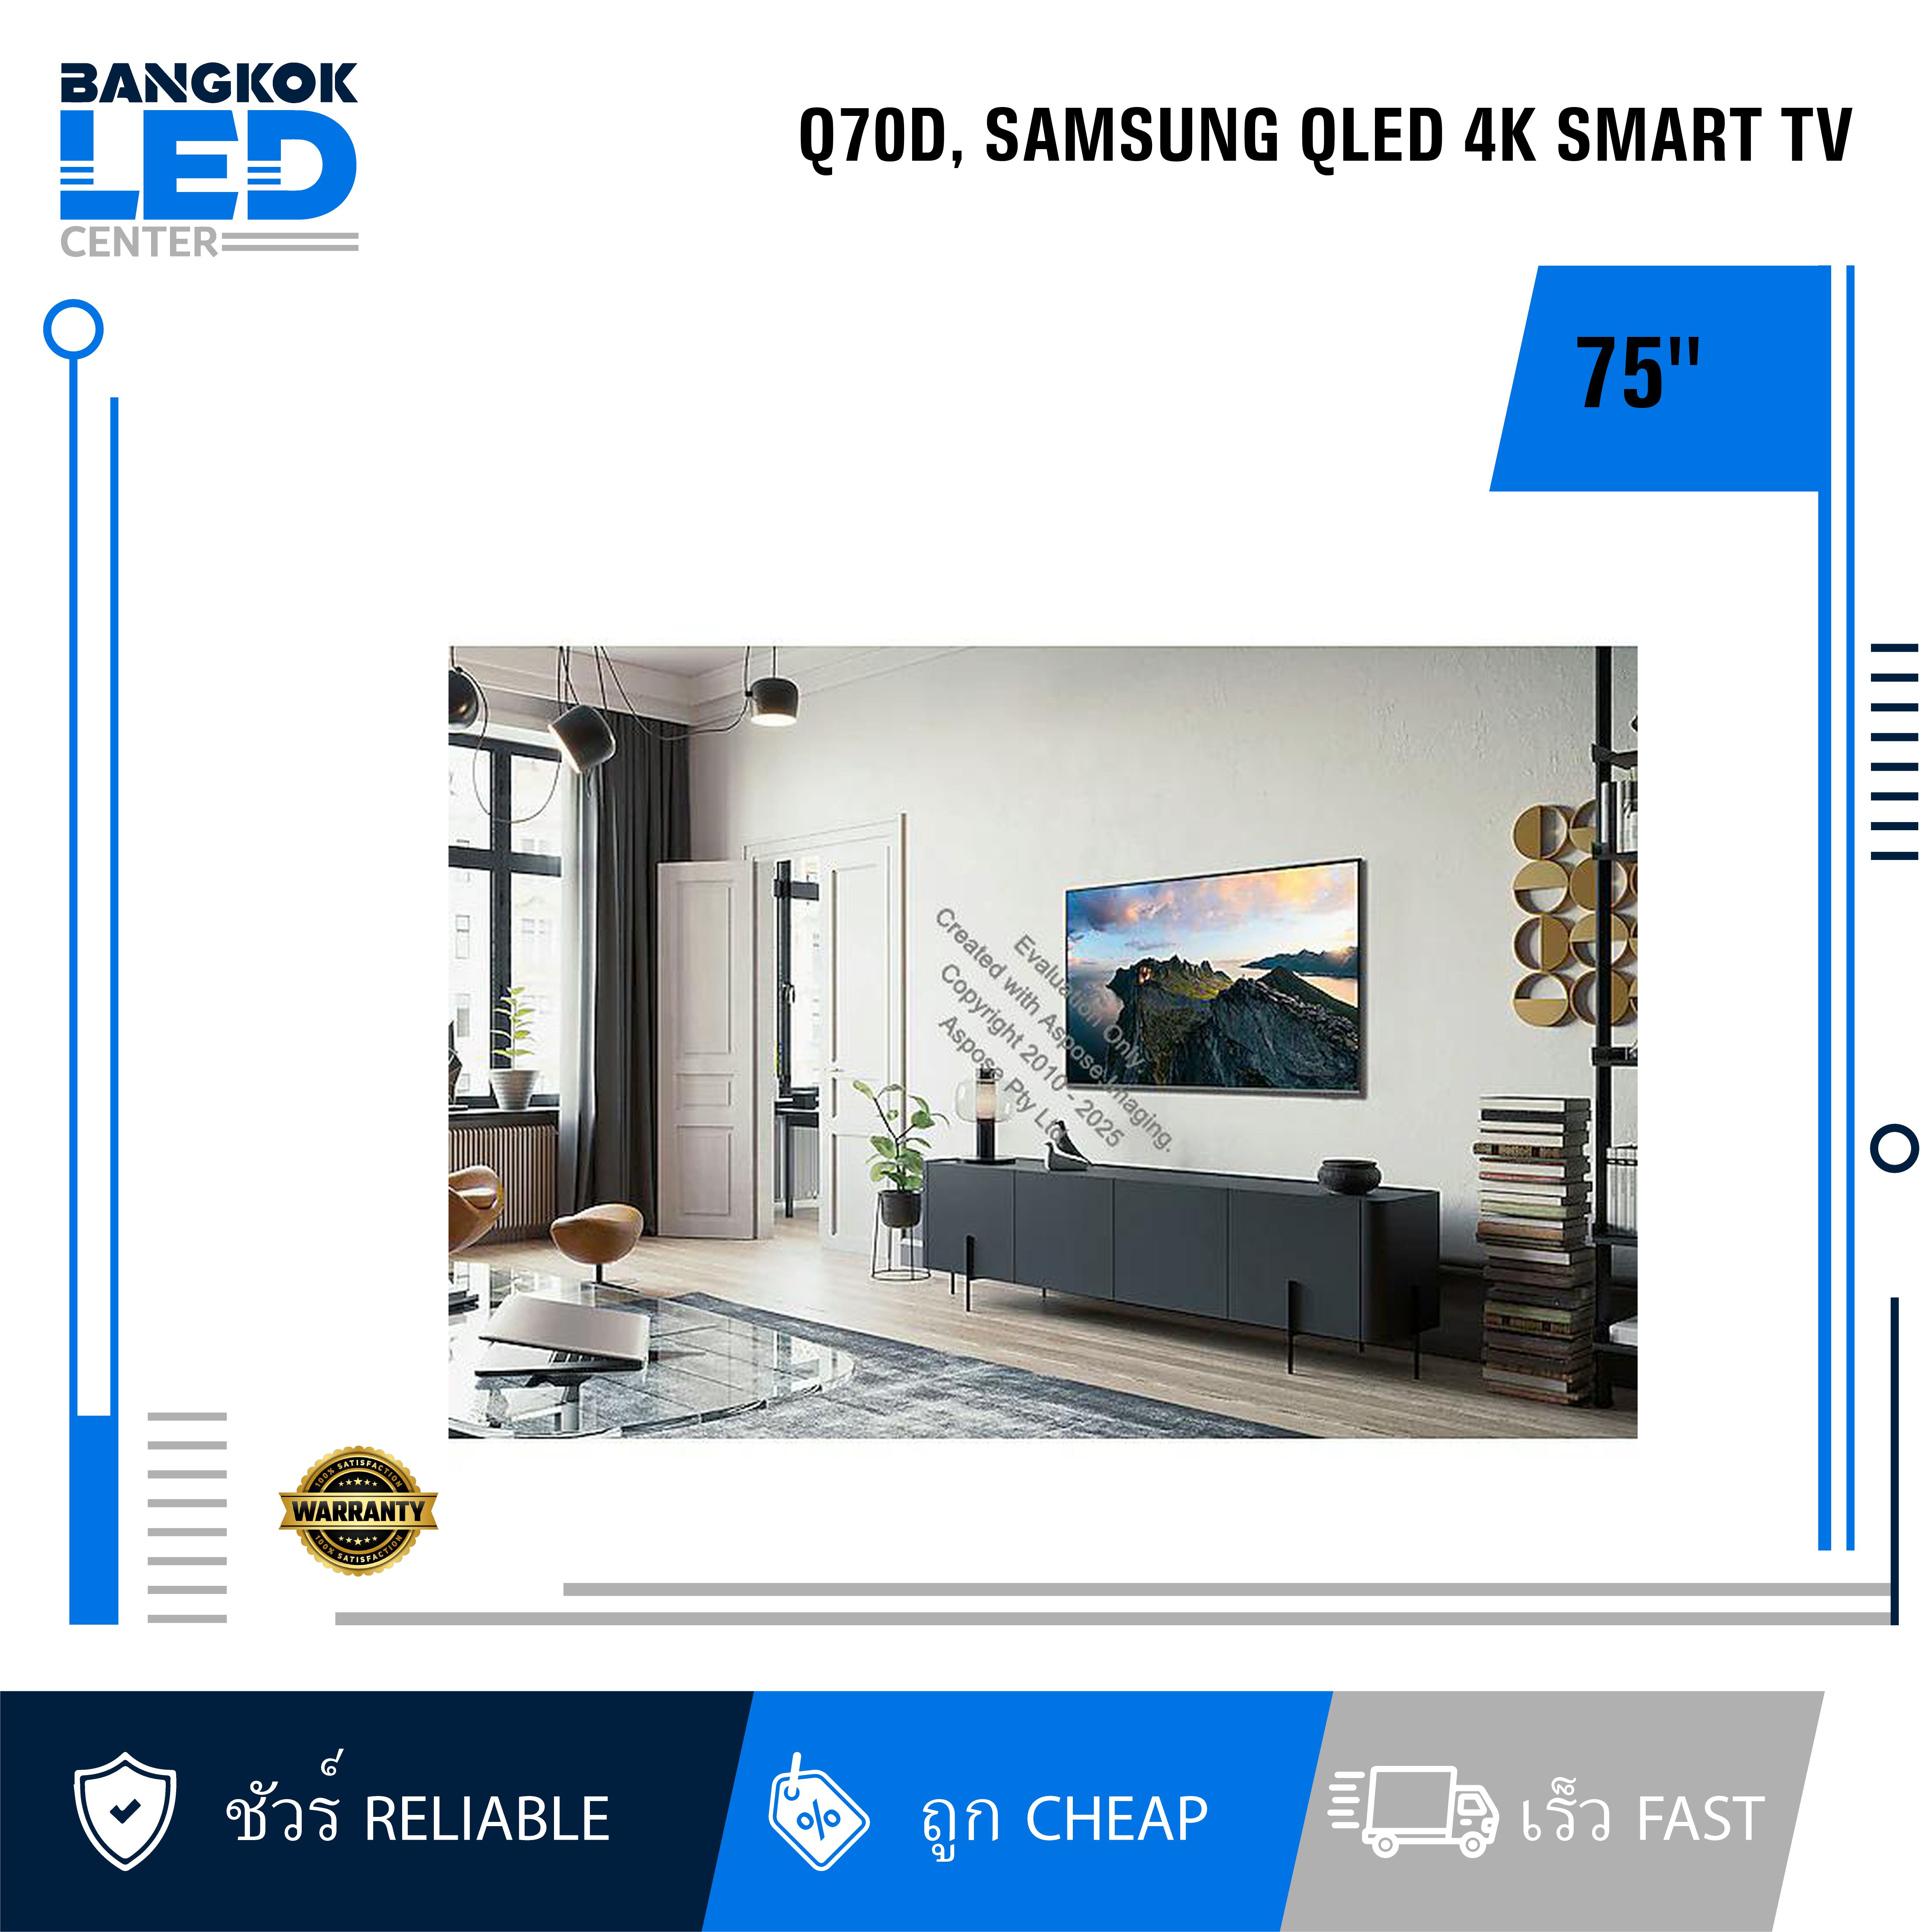 BANGKOK
LED
CENTER
Q70D, SAMSUNG QLED 4K SMART TV
75"
Evaluation Only.
Created with Aspose.Imaging.
Copyright 2010 - 2025
Aspose Pty Ltd
100% SATISFACTION
WARRANTY
100% SATISFACTION
ชัวร์ RELIABLE
% ถูก CHEAP
เร็ว FAST